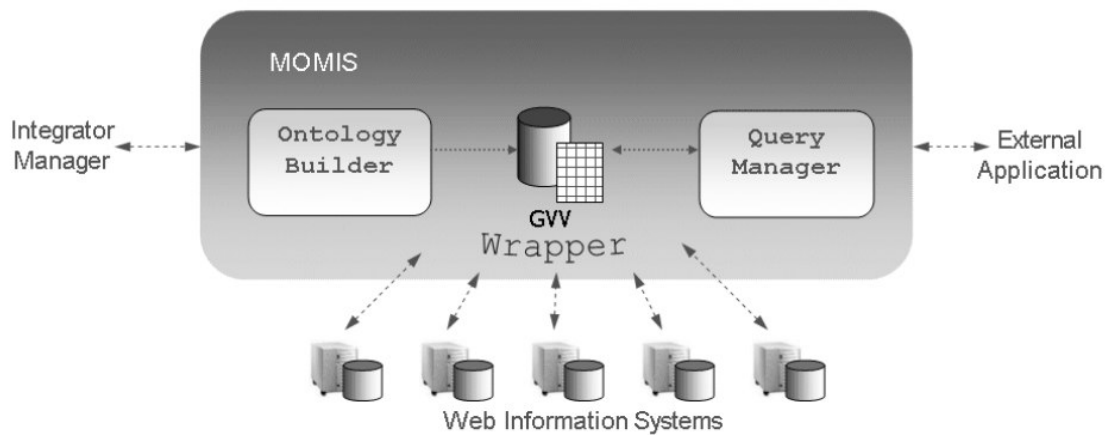 MOMIS
Integrator
Manager
Ontology
Builder
Query
Manager
External
Application
GVV
Wrapper
Web Information Systems